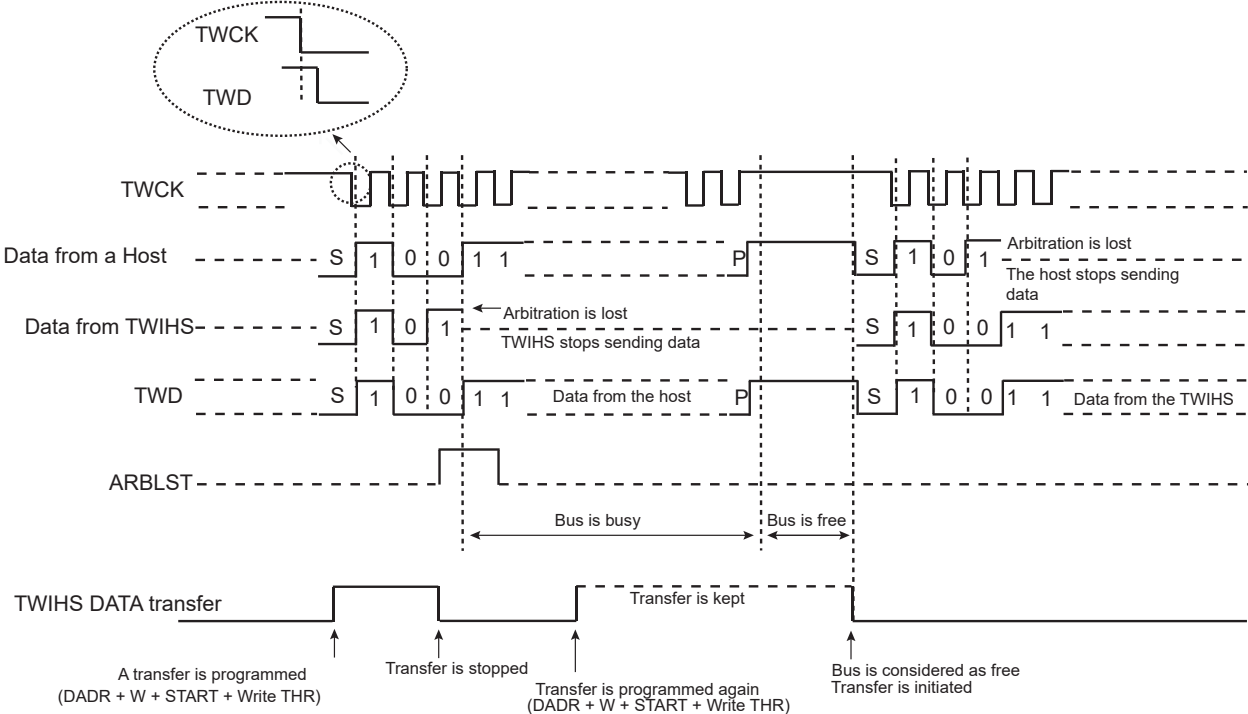 TWCK
TWD
TWCK
Data from a Host
S 1 0 0 1 1
P
S 1 0 1
Arbitration is lost
The host stops sending
data
Data from TWIHS
S 1 0 1
Arbitration is lost
TWIHS stops sending data
S 1 0 0 1 1
TWD
S 1 0 0 1 1
Data from the host
P
S 1 0 0 1 1
Data from the TWIHS
ARBLST
Bus is busy
Bus is free
TWIHS DATA transfer
Transfer is kept
A transfer is programmed
(DADR + W + START + Write THR)
Transfer is stopped
Transfer is programmed again
(DADR + W + START + Write THR)
Bus is considered as free
Transfer is initiated